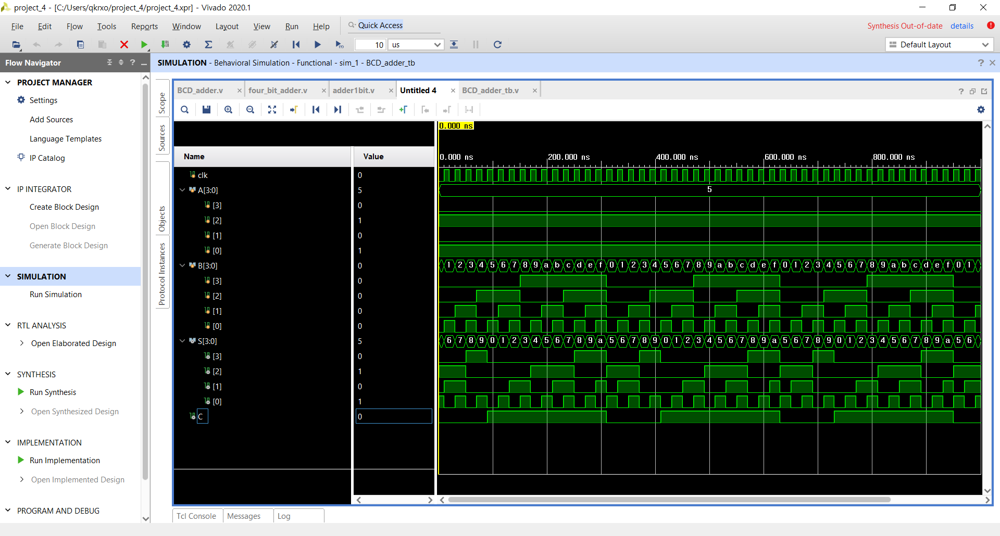 project_4 - [C:/Users/qkrxo/project_4/project_4.xpr] - Vivado 2020.1
File Edit Flow Tools Reports Window Layout View Run Help Quick Access
Synthesis Out-of-date details
10 us
Default Layout
Flow Navigator
SIMULATION - Behavioral Simulation - Functional - sim_1 - BCD_adder_tb
PROJECT MANAGER
Settings
Add Sources
Language Templates
IP Catalog
IP INTEGRATOR
Create Block Design
Open Block Design
Generate Block Design
SIMULATION
Run Simulation
RTL ANALYSIS
Open Elaborated Design
SYNTHESIS
Run Synthesis
Open Synthesized Design
IMPLEMENTATION
Run Implementation
Open Implemented Design
PROGRAM AND DEBUG
Scope
Sources
Objects
Protocol Instances
BCD_adder.v four_bit_adder.v adder1bit.v Untitled 4 BCD_adder_tb.v
0.000 ns
Name Value
0.000 ns 200.000 ns 400.000 ns 600.000 ns 800.000 ns
clk 0
A[3:0] 5 5
[3] 0
[2] 1
[1] 0
[0] 1
B[3:0] 0 1 2 3 4 5 6 7 8 9 a b c d e f 0 1 2 3 4 5 6 7 8 9 a b c d e f 0 1 2 3 4 5 6 7 8 9 a b c d e f 0 1
[3] 0
[2] 0
[1] 0
[0] 0
S[3:0] 5 6 7 8 9 0 1 2 3 4 5 6 7 8 9 a 5 6 7 8 9 0 1 2 3 4 5 6 7 8 9 a 5 6 7 8 9 0 1 2 3 4 5 6 7 8 9 a 5 6
[3] 0
[2] 1
[1] 0
[0] 1
C 0
Tcl Console Messages Log